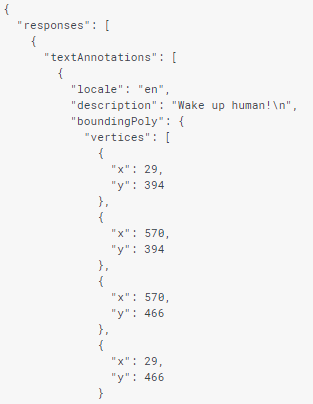 {
  "responses": [
    {
      "textAnnotations": [
        {
          "locale": "en",
          "description": "Wake up human!\n",
          "boundingPoly": {
            "vertices": [
              {
                "x": 29,
                "y": 394
              },
              {
                "x": 570,
                "y": 394
              },
              {
                "x": 570,
                "y": 466
              },
              {
                "x": 29,
                "y": 466
              }